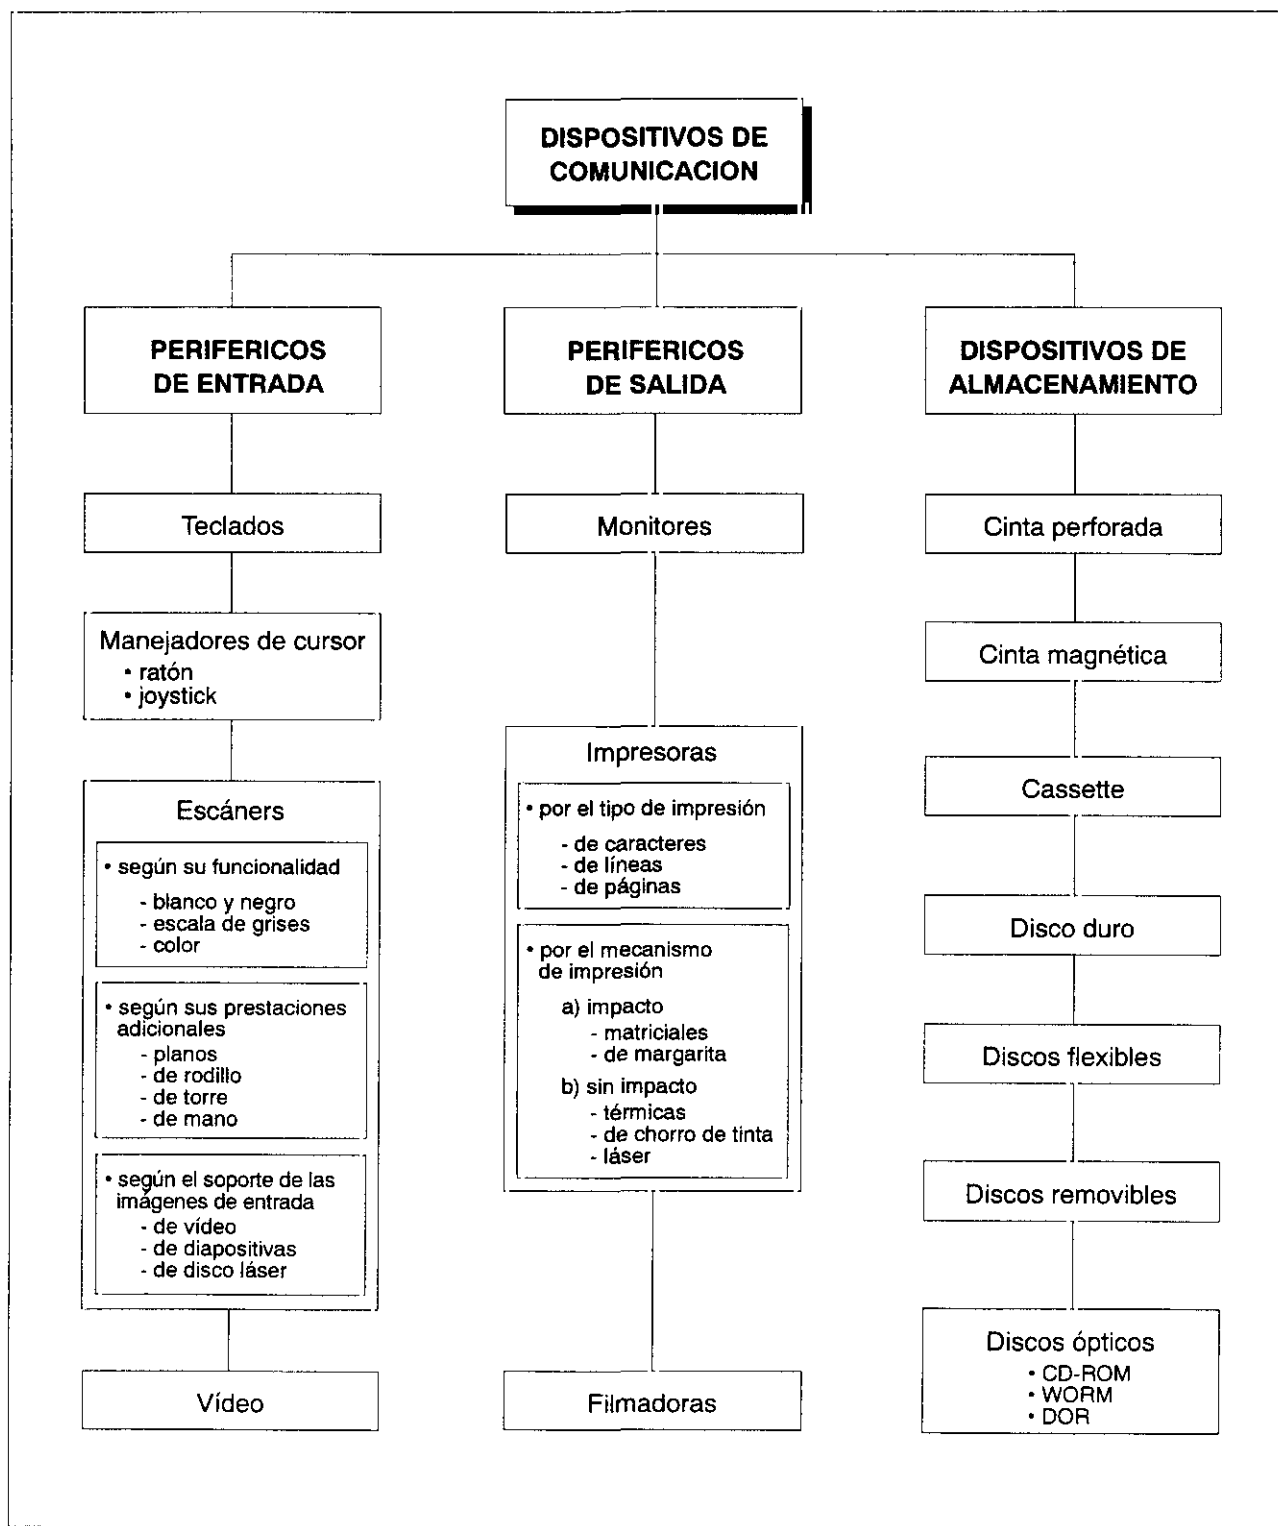 DISPOSITIVOS DE
COMUNICACION
PERIFERICOS
DE ENTRADA
Teclados
Manejadores de cursor
• ratón
• joystick
Escáners
• según su funcionalidad
- blanco y negro
- escala de grises
- color
• según sus prestaciones
adicionales
- planos
- de rodillo
- de torre
- de mano
• según el soporte de las
imágenes de entrada
- de vídeo
- de diapositivas
- de disco láser
Vídeo
PERIFERICOS
DE SALIDA
Monitores
Impresoras
• por el tipo de impresión
- de caracteres
- de líneas
- de páginas
• por el mecanismo
de impresión
a) impacto
- matriciales
- de margarita
b) sin impacto
- térmicas
- de chorro de tinta
- láser
Filmadoras
DISPOSITIVOS DE
ALMACENAMIENTO
Cinta perforada
Cinta magnética
Cassette
Disco duro
Discos flexibles
Discos removibles
Discos ópticos
• CD-ROM
• WORM
• DOR